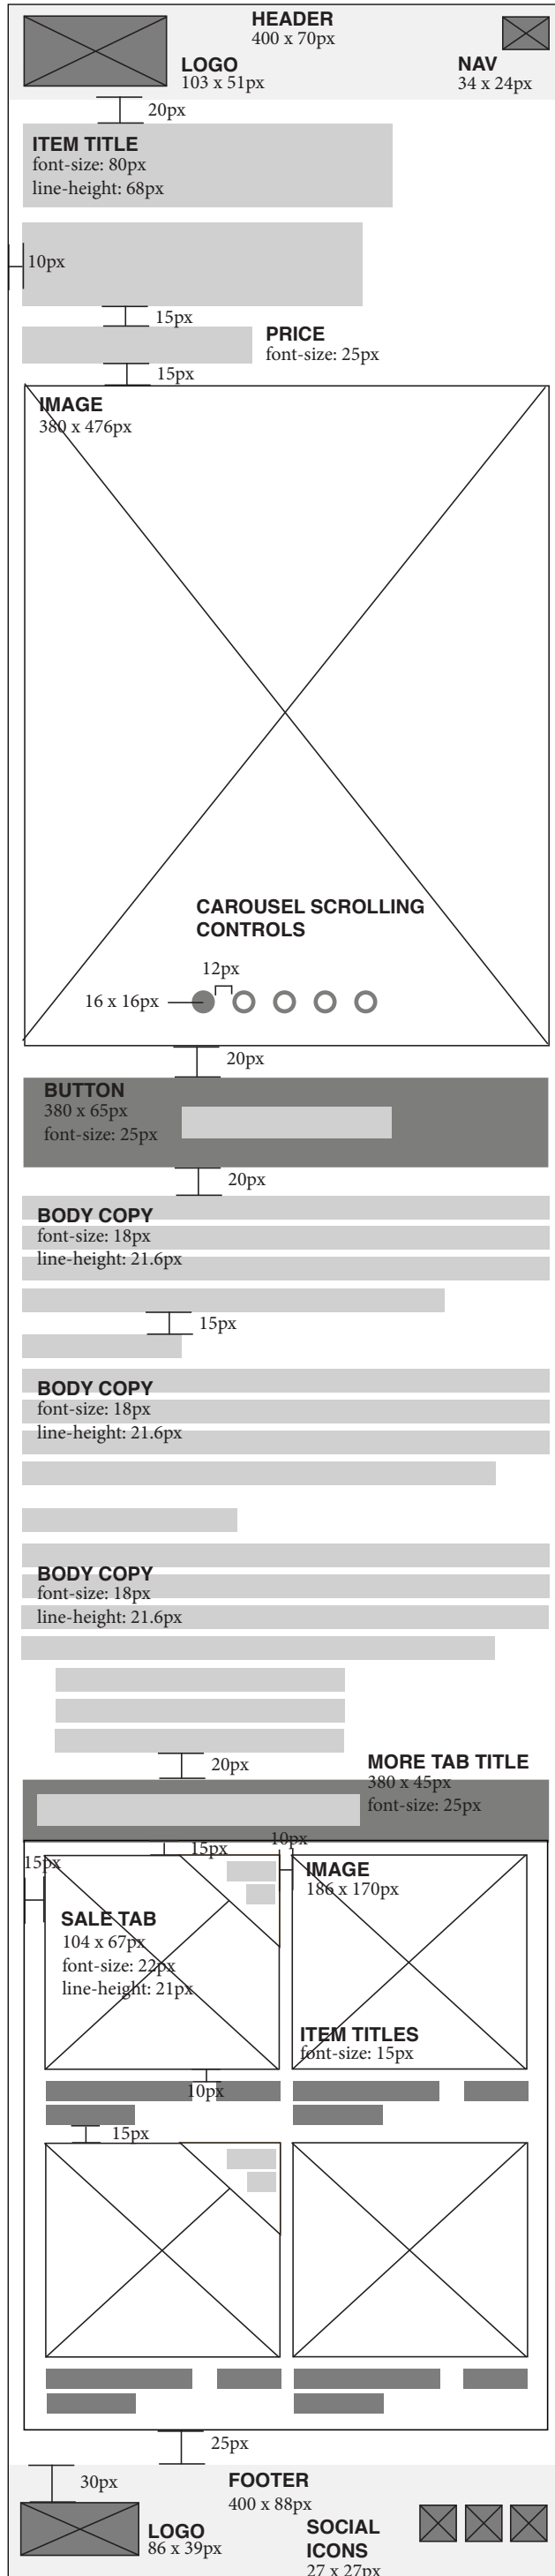 HEADER
400 x 70px
LOGO
103 x 51px
NAV
34 x 24px
20px
ITEM TITLE
font-size: 80px
line-height: 68px
10px
15px
PRICE
font-size: 25px
15px
IMAGE
380 x 476px
CAROUSEL SCROLLING
CONTROLS
12px
16 x 16px
20px
BUTTON
380 x 65px
font-size: 25px
20px
BODY COPY
font-size: 18px
line-height: 21.6px
15px
BODY COPY
font-size: 18px
line-height: 21.6px
BODY COPY
font-size: 18px
line-height: 21.6px
20px
MORE TAB TITLE
380 x 45px
font-size: 25px
10px
15px
15px
IMAGE
186 x 170px
SALE TAB
104 x 67px
font-size: 22px
line-height: 21px
ITEM TITLES
font-size: 15px
10px
15px
25px
30px
FOOTER
400 x 88px
LOGO
86 x 39px
SOCIAL
ICONS
27 x 27px